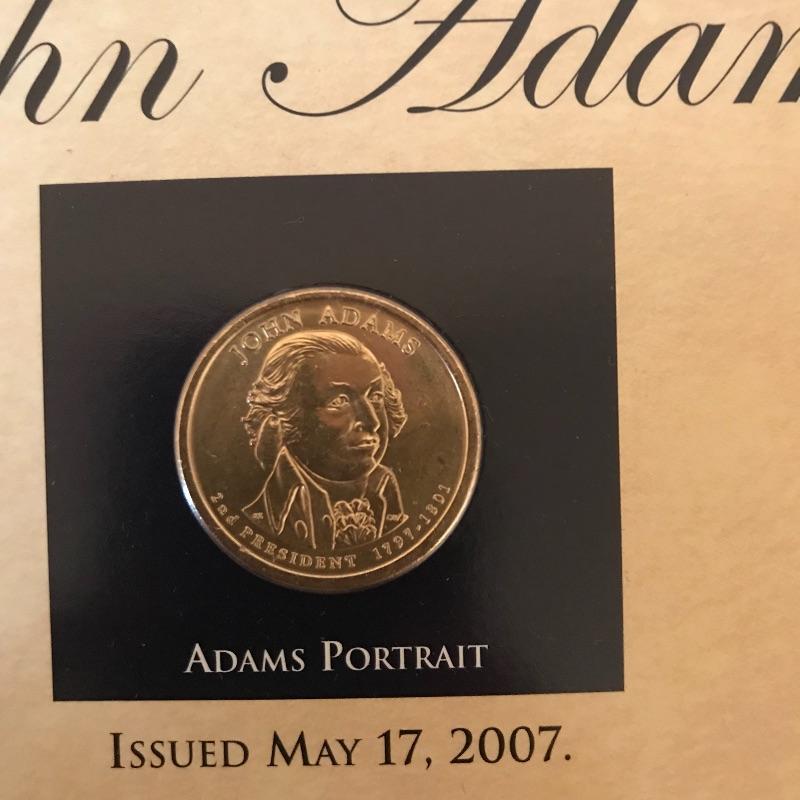 hn Adam
JOHN ADAMS
2nd PRESIDENT 1797-1801
ADAMS PORTRAIT
ISSUED MAY 17, 2007.